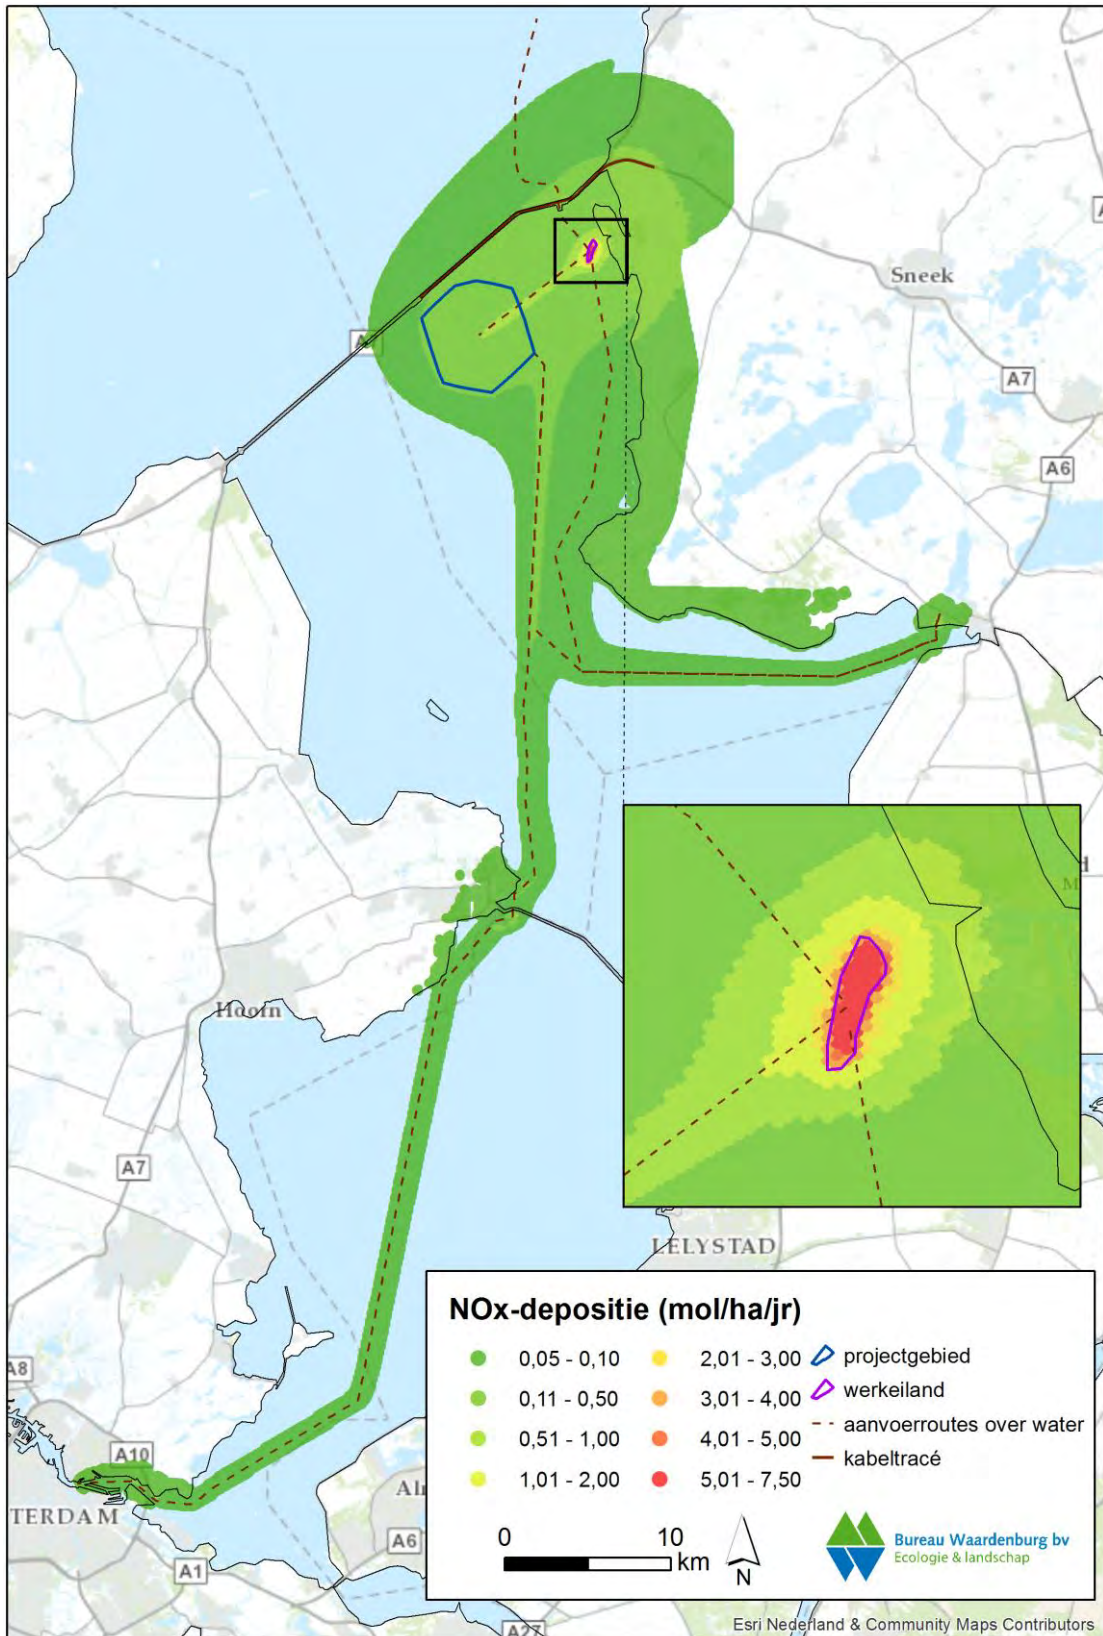 Sneek
A7
A6
Hoorn
A7
LELYSTAD
A8
A10
TERDAM
A6
A1
A27
NOx-depositie (mol/ha/jr)
0,05 - 0,10
0,11 - 0,50
0,51 - 1,00
1,01 - 2,00
2,01 - 3,00
3,01 - 4,00
4,01 - 5,00
5,01 - 7,50
projectgebied
werkeiland
aanvoerroutes over water
kabeltracé
0 10
km
N
Bureau Waardenburg bv
Ecologie & landschap
Esri Nederland & Community Maps Contributors